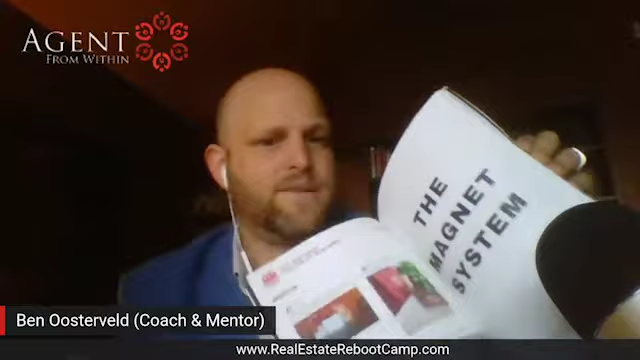 AGENT
FROM WITHIN
THE
MAGNET
SYSTEM
Ben Oosterveld (Coach & Mentor)
www.RealEstateRebootCamp.com